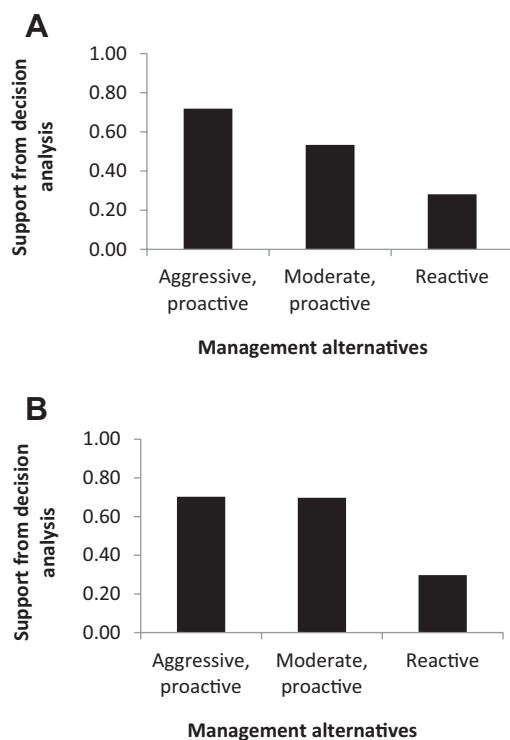 A
Support from decision
analysis
1.00
0.80
0.60
0.40
0.20
0.00
Aggressive,
proactive
Moderate,
proactive
Reactive
Management alternatives
B
Support from decision
analysis
1.00
0.80
0.60
0.40
0.20
0.00
Aggressive,
proactive
Moderate,
proactive
Reactive
Management alternatives